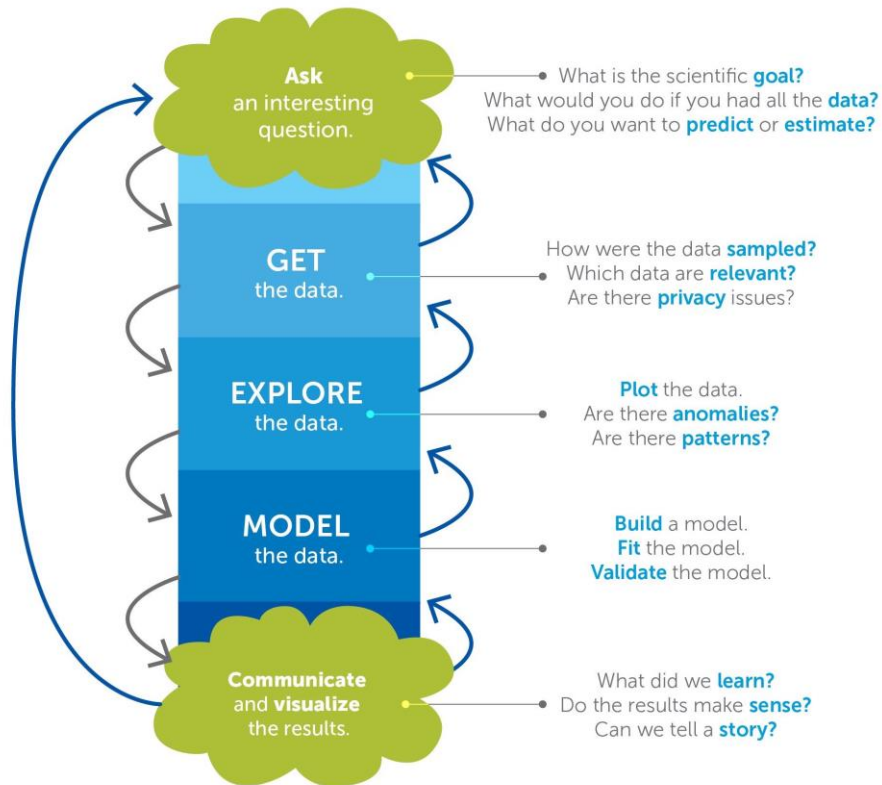 Ask
an interesting
question.
What is the scientific goal?
What would you do if you had all the data?
What do you want to predict or estimate?
GET
the data.
How were the data sampled?
Which data are relevant?
Are there privacy issues?
EXPLORE
the data.
Plot the data.
Are there anomalies?
Are there patterns?
MODEL
the data.
Build a model.
Fit the model.
Validate the model.
Communicate
and visualize
the results.
What did we learn?
Do the results make sense?
Can we tell a story?